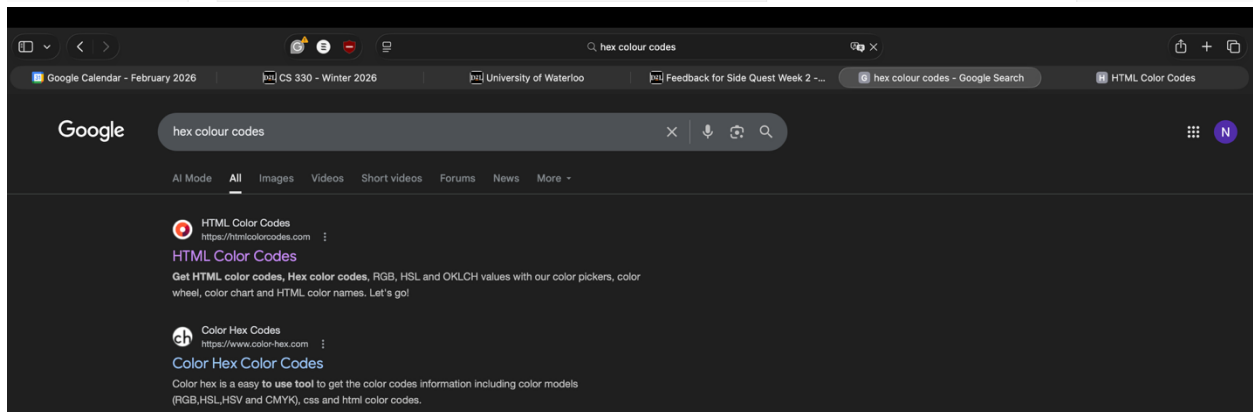 hex colour codes
Google Calendar - February 2026
D2L CS 330 - Winter 2026
D2L University of Waterloo
D2L Feedback for Side Quest Week 2 -...
G hex colour codes - Google Search
H HTML Color Codes
Google
hex colour codes
N
AI Mode All Images Videos Short videos Forums News More
HTML Color Codes
https://htmlcolorcodes.com
HTML Color Codes
Get HTML color codes, Hex color codes, RGB, HSL and OKLCH values with our color pickers, color
wheel, color chart and HTML color names. Let's go!
ch
Color Hex Codes
https://www.color-hex.com
Color Hex Color Codes
Color hex is a easy to use tool to get the color codes information including color models
(RGB,HSL,HSV and CMYK), css and html color codes.